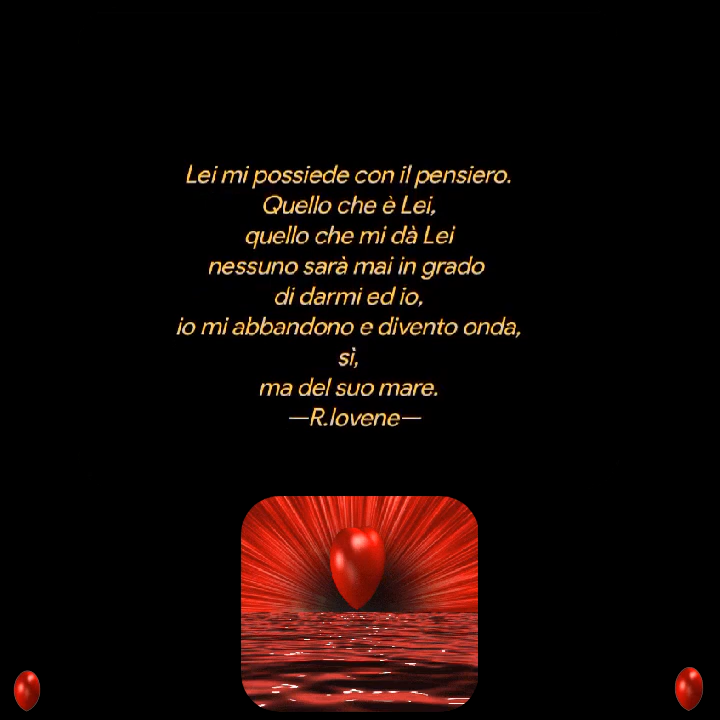 Lei mi possiede con il pensiero.
Quello che è Lei,
quello che mi dà Lei
nessuno sarà mai in grado
di darmi ed io,
io mi abbandono e divento onda,
sì,
ma del suo mare.
—R.Iovene—